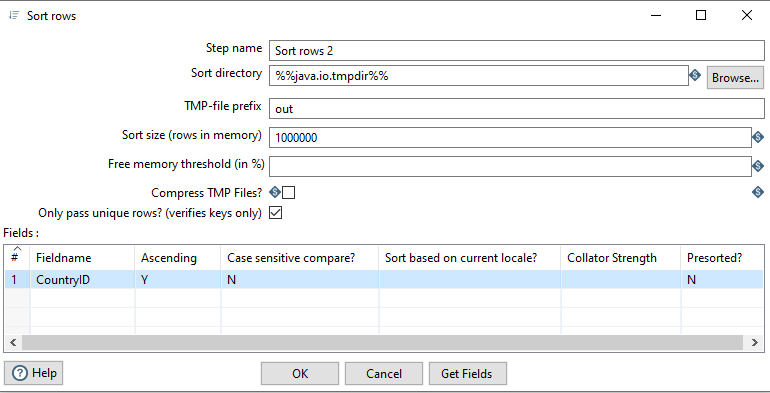 Sort rows
Step name Sort rows 2
Sort directory %%java.io.tmpdir%% Browse...
TMP-file prefix out
Sort size (rows in memory) 1000000
Free memory threshold (in %)
Compress TMP Files?
Only pass unique rows? (verifies keys only)
Fields :
# Fieldname Ascending Case sensitive compare? Sort based on current locale? Collator Strength Presorted?
1 CountryID Y N N
Help OK Cancel Get Fields